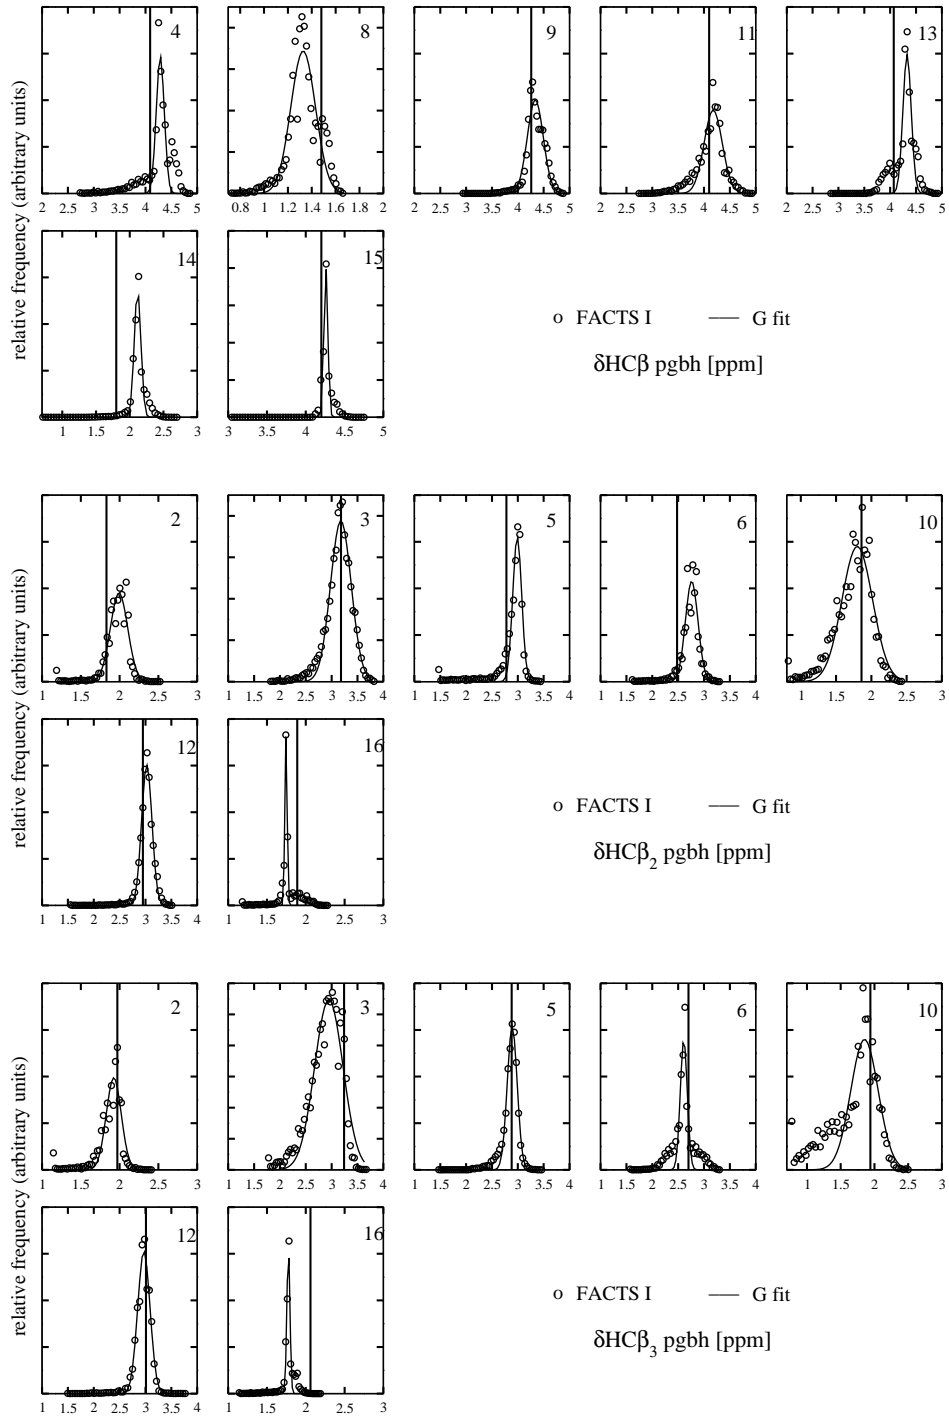 relative frequency (arbitrary units)
4
8
9
11
13
2 2.5 3 3.5 4 4.5 5
0.8 1 1.2 1.4 1.6 1.8 2
2 2.5 3 3.5 4 4.5 5
2 2.5 3 3.5 4 4.5 5
2 2.5 3 3.5 4 4.5 5
14
15
1 1.5 2 2.5 3
3 3.5 4 4.5 5
o FACTS I — G fit
δHCβ pgbh [ppm]
relative frequency (arbitrary units)
2
3
5
6
10
1 1.5 2 2.5 3
1 1.5 2 2.5 3 3.5 4
1 1.5 2 2.5 3 3.5 4
1 1.5 2 2.5 3 3.5 4
1 1.5 2 2.5 3
12
16
1 1.5 2 2.5 3 3.5 4
1 1.5 2 2.5 3
o FACTS I — G fit
δHCβ₂ pgbh [ppm]
relative frequency (arbitrary units)
2
3
5
6
10
1 1.5 2 2.5 3
1 1.5 2 2.5 3 3.5 4
1 1.5 2 2.5 3 3.5 4
1 1.5 2 2.5 3 3.5 4
1 1.5 2 2.5 3
12
16
1 1.5 2 2.5 3 3.5 4
1 1.5 2 2.5 3
o FACTS I — G fit
δHCβ₃ pgbh [ppm]